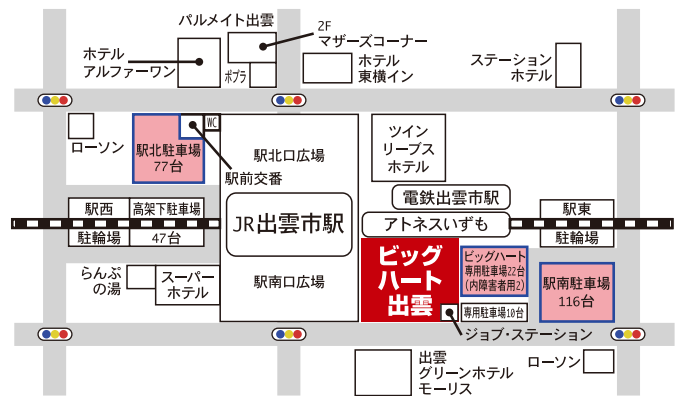 パルメイト出雲
2F
マザーズコーナー
ホテル
アルファーワン
ポプラ
ホテル
東横イン
ステーション
ホテル
ローソン
駅北駐車場
77台
WC
駅前交番
駅北口広場
ツイン
リーブス
ホテル
電鉄出雲市駅
アトネスいずも
駅西
駐輪場
高架下駐車場
47台
JR出雲市駅
駅東
駐輪場
らんぷ
の湯
スーパー
ホテル
駅南口広場
ビッグ
ハート
出雲
ビッグハート
専用駐車場22台
(内障害者用2)
専用駐車場10台
駅南駐車場
116台
ジョブ・ステーション
出雲
グリーンホテル
モーリス
ローソン